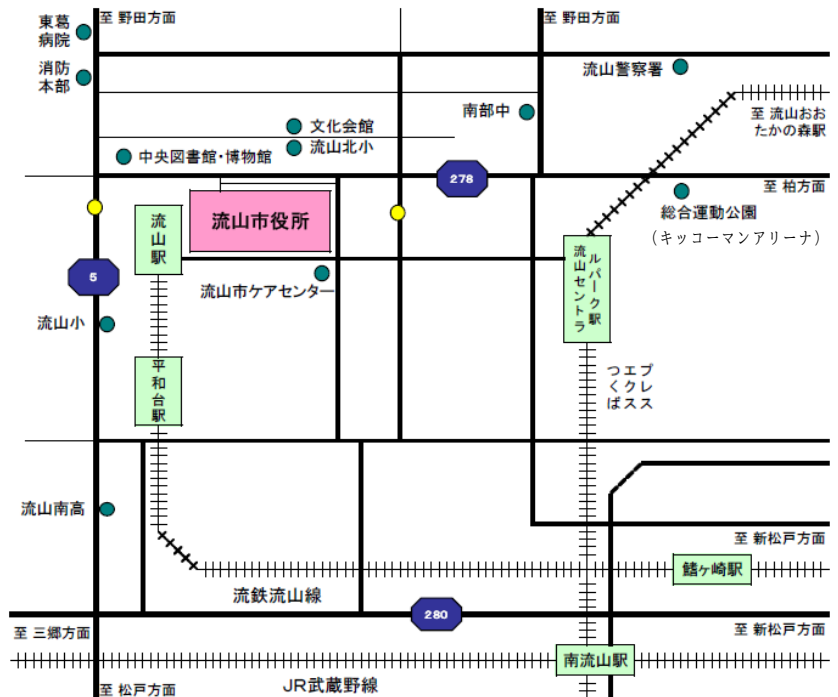 東葛
病院
至 野田方面
至 野田方面
消防
本部
流山警察署
南部中
至 流山おお
たかの森駅
文化会館
流山北小
中央図書館・博物館
278
至 柏方面
流山市役所
流山駅
総合運動公園
(キッコーマンアリーナ)
流山セントラ
ルパーク駅
5
流山市ケアセンター
流山小
平和台駅
つくば
エクス
プレス
流山南高
至 新松戸方面
鰭ヶ崎駅
流鉄流山線
280
至 三郷方面
至 新松戸方面
南流山駅
至 松戸方面
JR武蔵野線